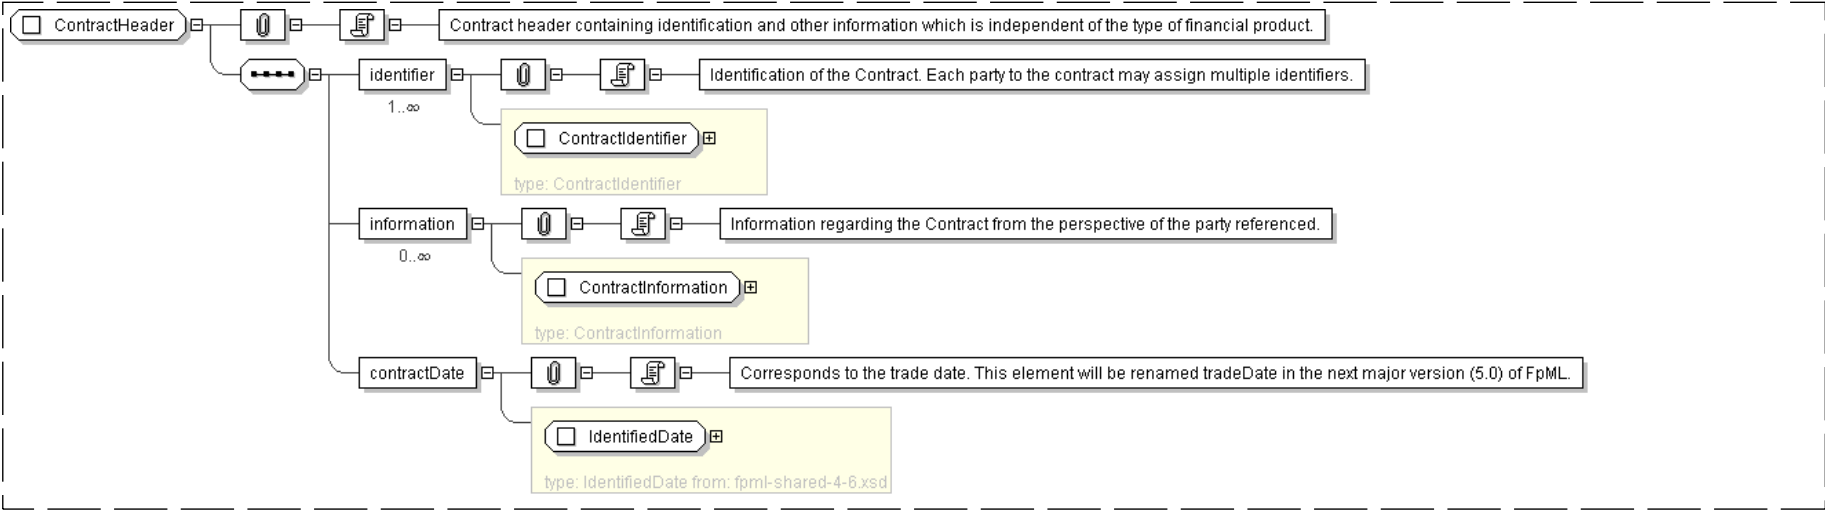 ContractHeader
Contract header containing identification and other information which is independent of the type of financial product.
identifier
Identification of the Contract. Each party to the contract may assign multiple identifiers.
1..∞
ContractIdentifier
type: ContractIdentifier
information
Information regarding the Contract from the perspective of the party referenced.
0..∞
ContractInformation
type: ContractInformation
contractDate
Corresponds to the trade date. This element will be renamed tradeDate in the next major version (5.0) of FpML.
IdentifiedDate
type: IdentifiedDate from: fpml-shared-4-6.xsd